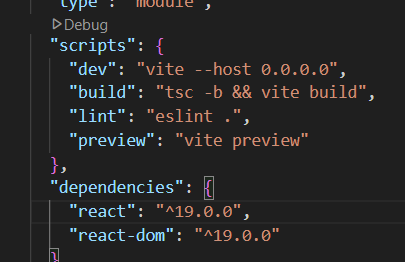 "type": "module",
Debug
"scripts": {
"dev": "vite --host 0.0.0.0",
"build": "tsc -b && vite build",
"lint": "eslint .",
"preview": "vite preview"
},
"dependencies": {
"react": "^19.0.0",
"react-dom": "^19.0.0"
}